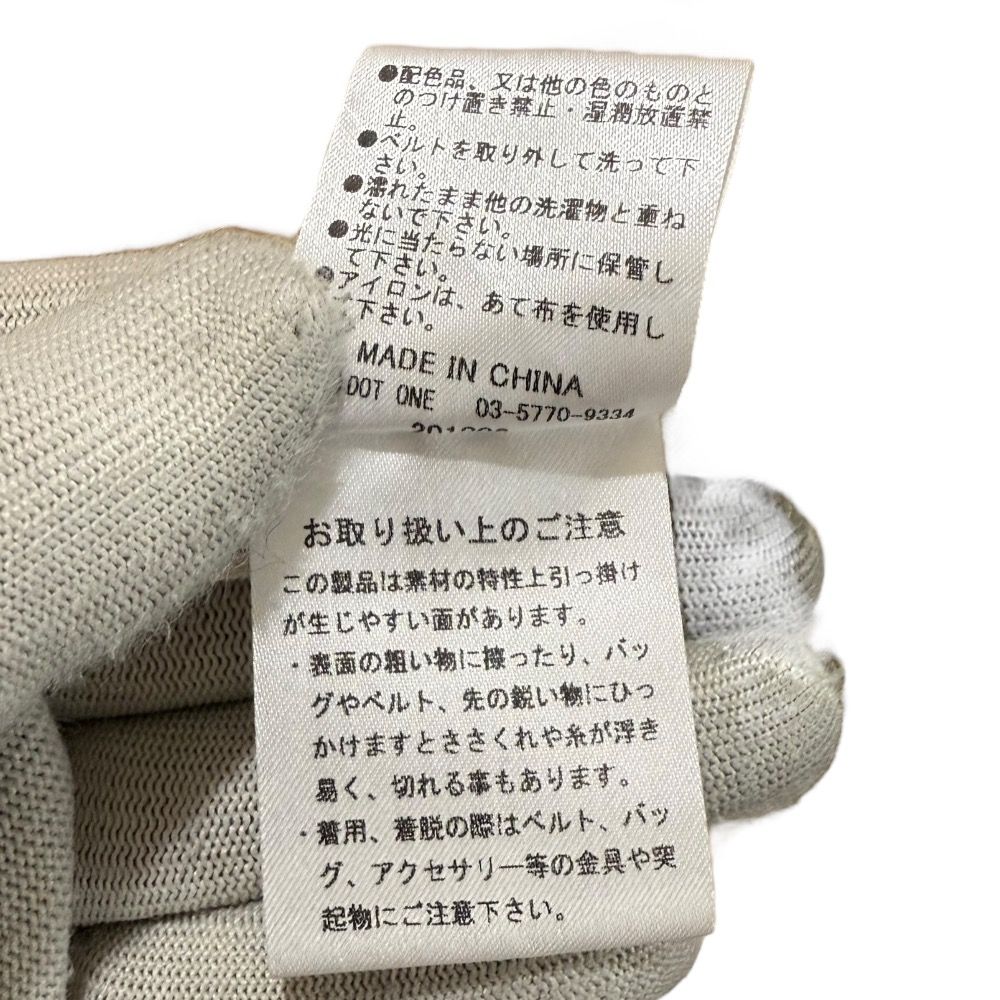 ●配色品、又は他の色のものと
のつけ置き禁止・湿潤放置禁
止。
●ベルトを取り外して洗って下
さい。
●濡れたまま他の洗濯物と重ね
ないで下さい。
●光に当たらない場所に保管し
て下さい。
●アイロンは、あて布を使用し
下さい。
MADE IN CHINA
DOT ONE 03-5770-9334
お取り扱い上のご注意
この製品は素材の特性上引っ掛け
が生じやすい面があります。
・表面の粗い物に擦ったり、バッ
グやベルト、先の鋭い物にひっ
かけますとささくれや糸が浮き
易く、切れる事もあります。
・着用、着脱の際はベルト、バッ
グ、アクセサリー等の金具や突
起物にご注意下さい。